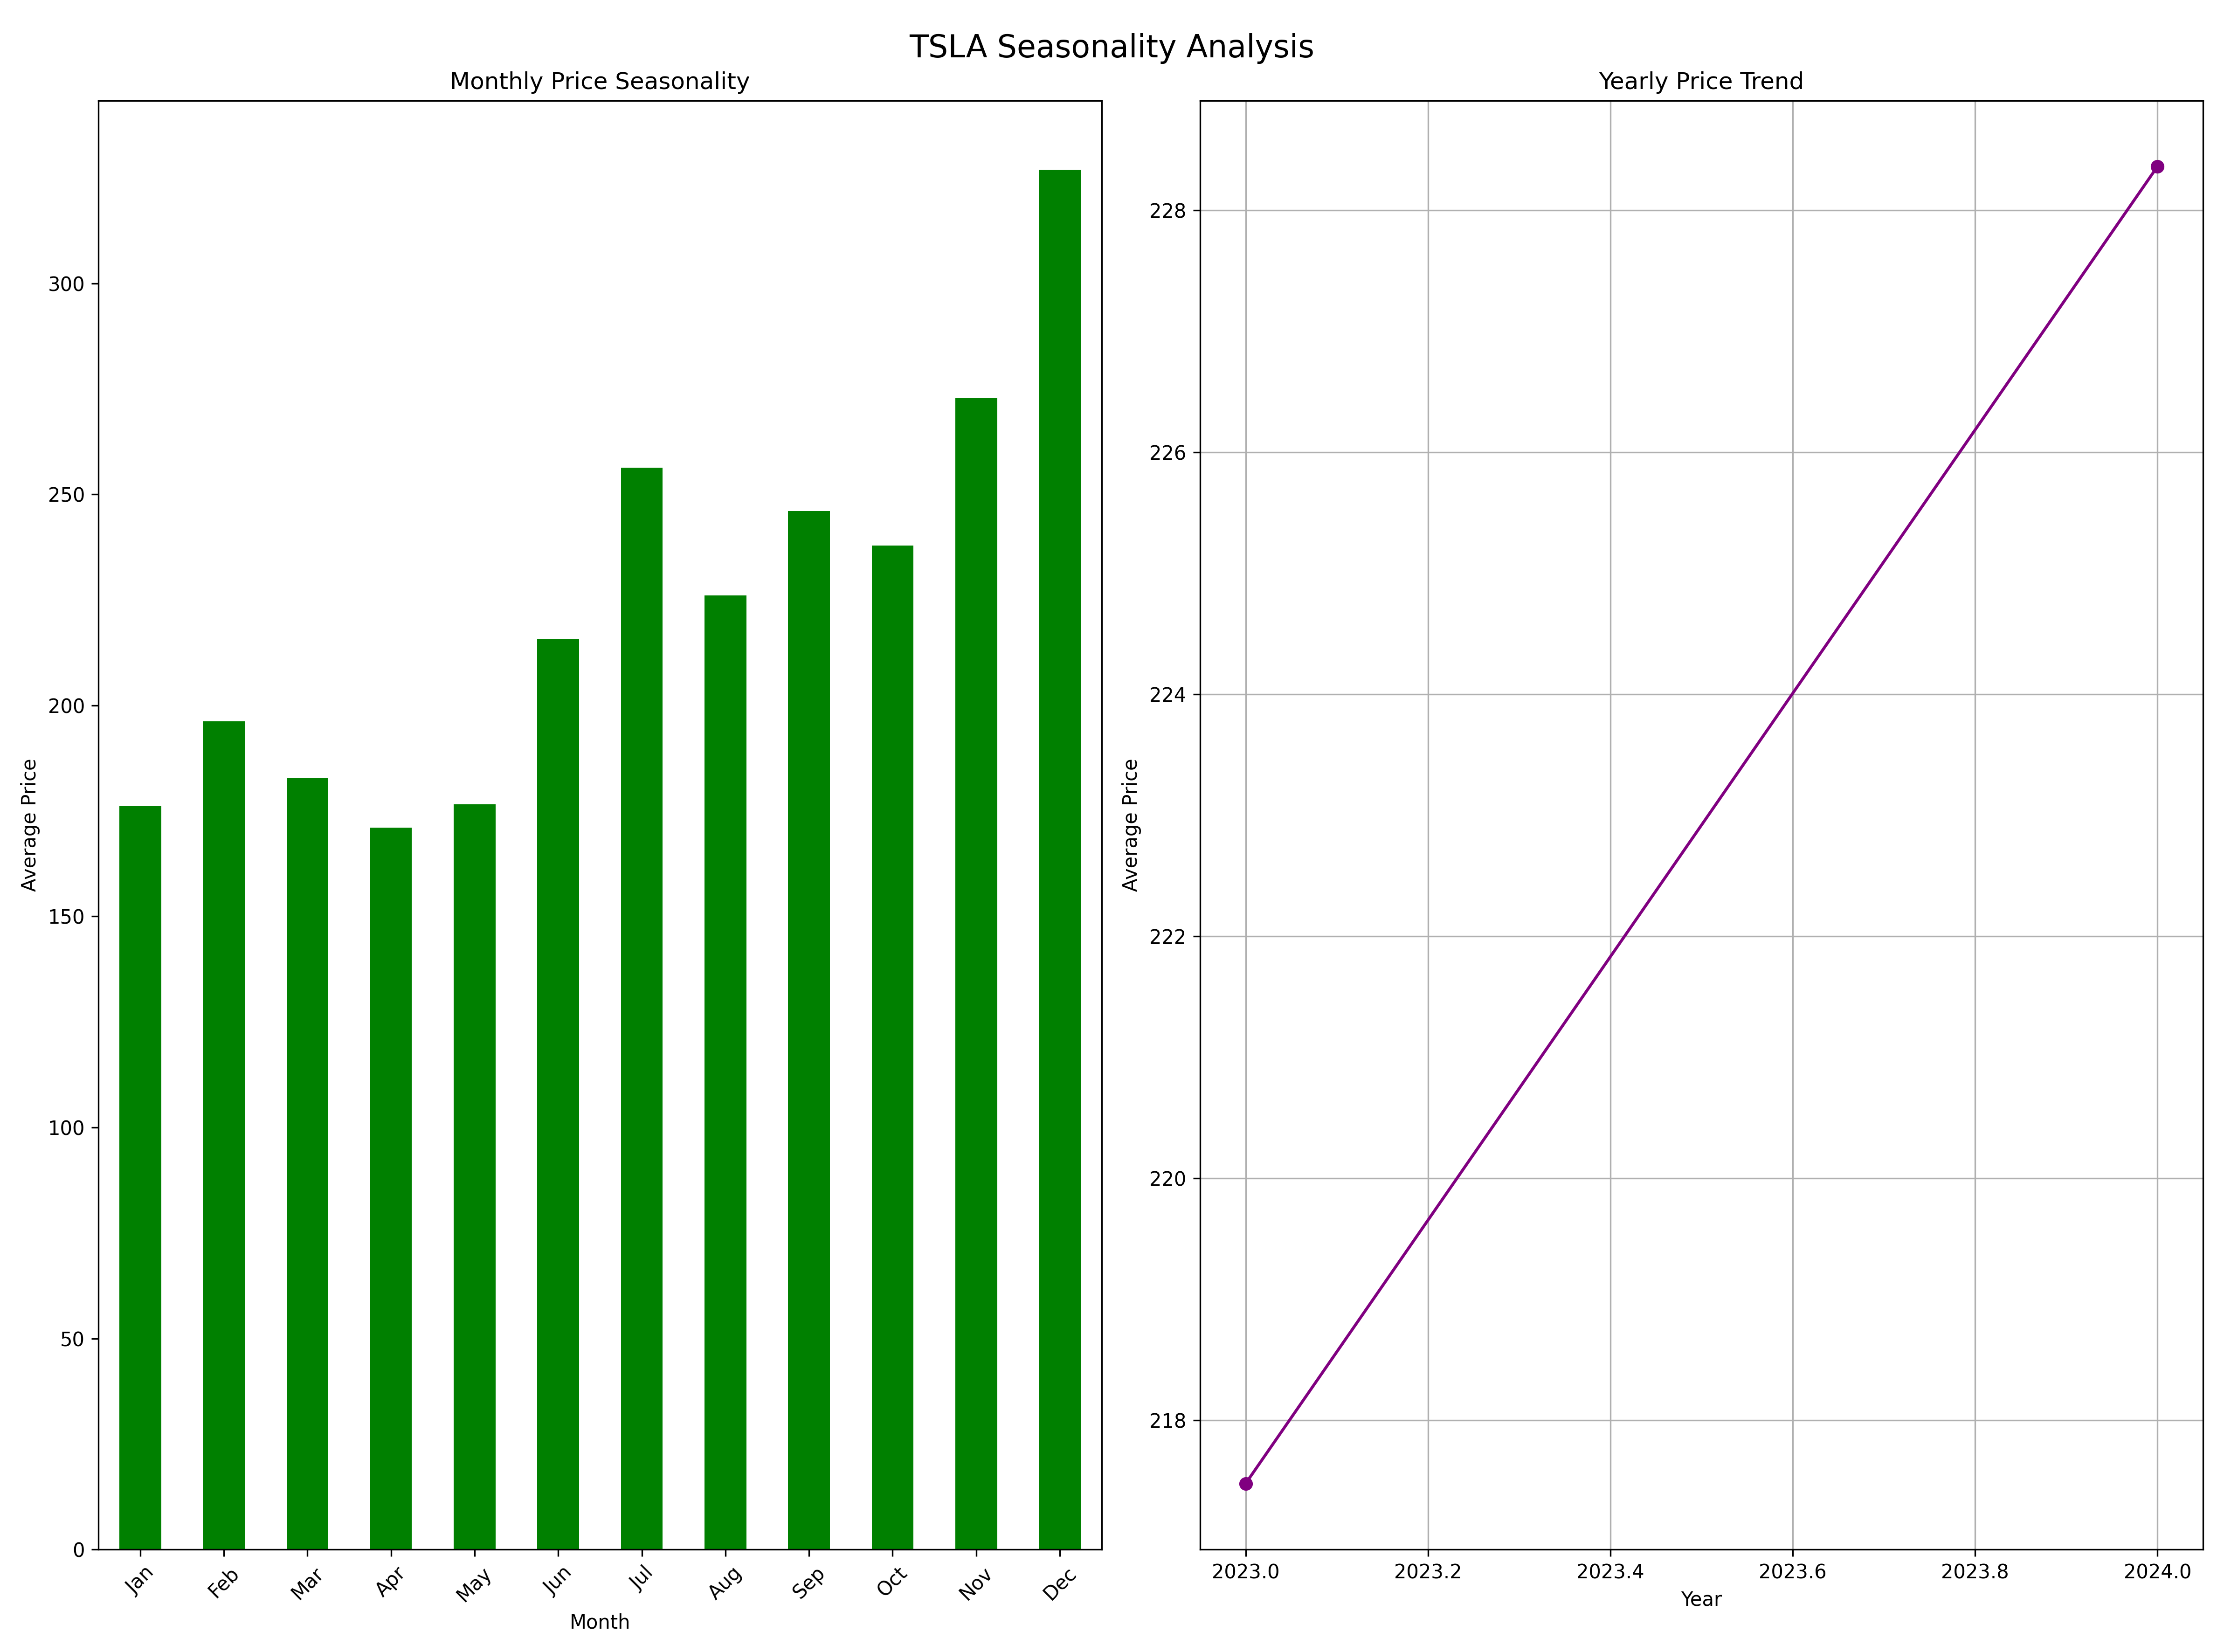 TSLA Seasonality Analysis
Monthly Price Seasonality
Average Price
300
250
200
150
100
50
0
Jan Feb Mar Apr May Jun Jul Aug Sep Oct Nov Dec
Month
Yearly Price Trend
Average Price
228
226
224
222
220
218
2023.0 2023.2 2023.4 2023.6 2023.8 2024.0
Year